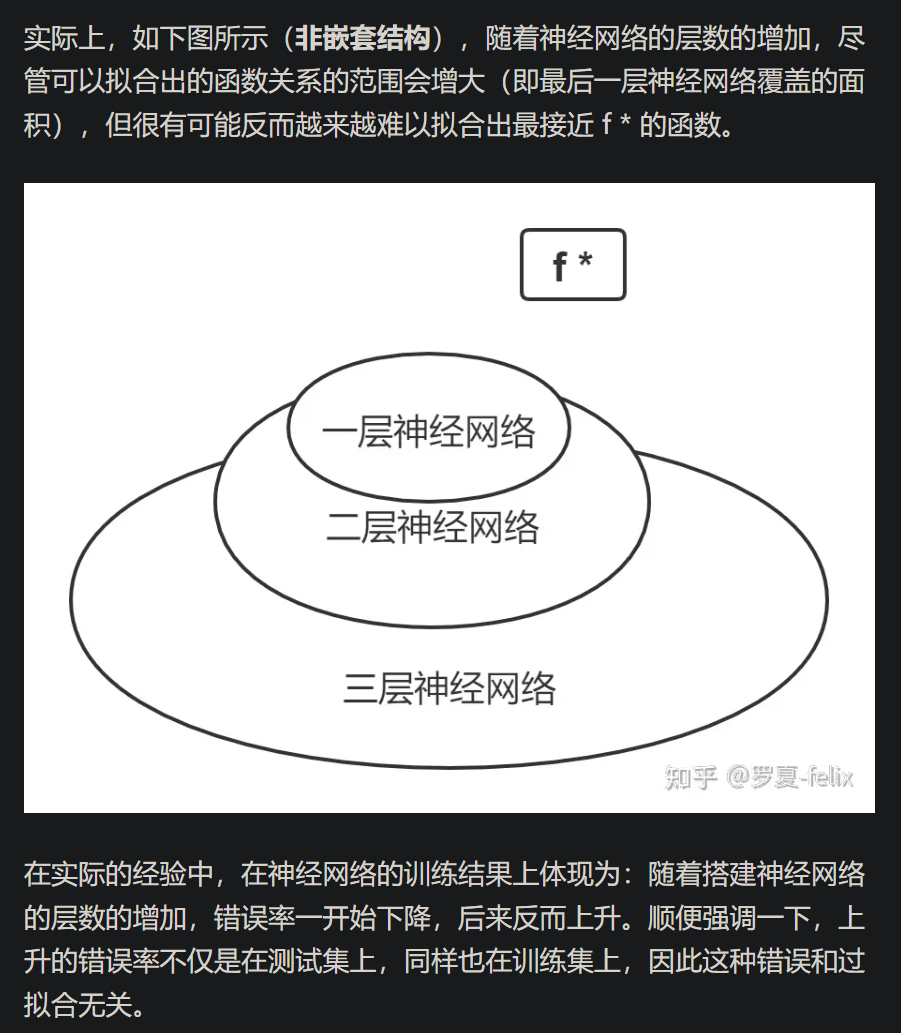 实际上，如下图所示（非嵌套结构），随着神经网络的层数的增加，尽
管可以拟合出的函数关系的范围会增大（即最后一层神经网络覆盖的面
积），但很有可能反而越来越难以拟合出最接近 f * 的函数。
f *
一层神经网络
二层神经网络
三层神经网络
知乎 @罗夏-felix
在实际的经验中，在神经网络的训练结果上体现为：随着搭建神经网络
的层数的增加，错误率一开始下降，后来反而上升。顺便强调一下，上
升的错误率不仅是在测试集上，同样也在训练集上，因此这种错误和过
拟合无关。